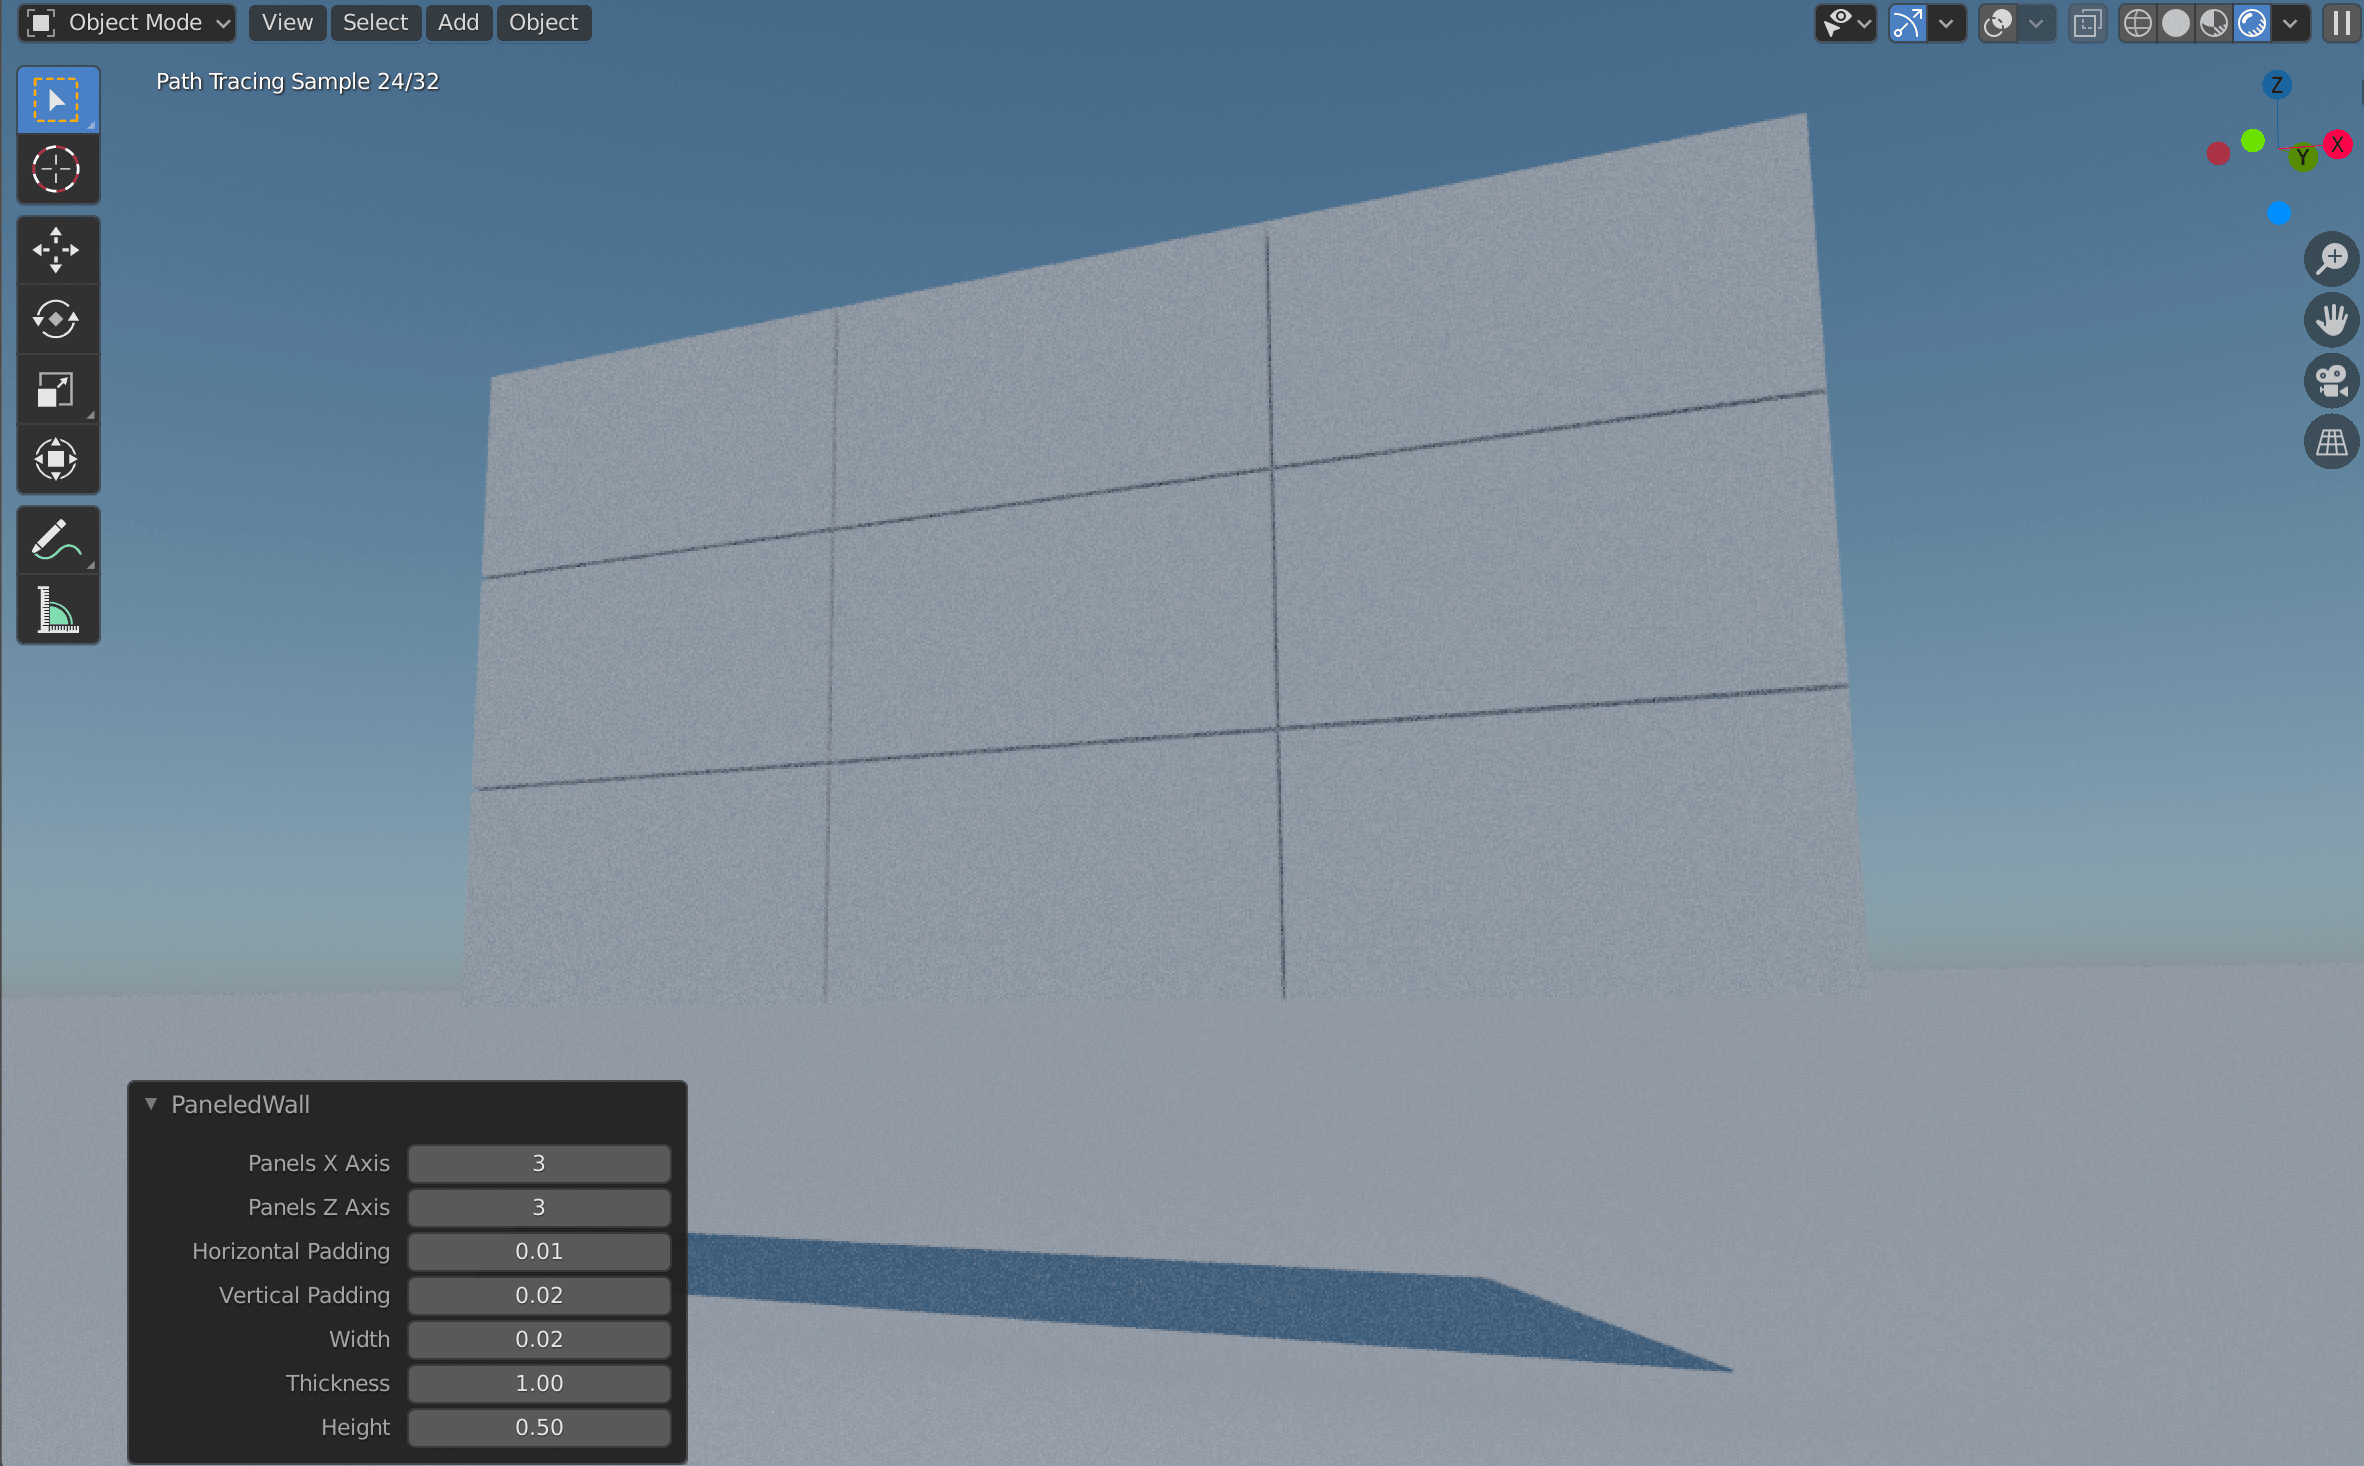 Object Mode View Select Add Object
Path Tracing Sample 24/32
Z
X
Y
PaneledWall
Panels X Axis 3
Panels Z Axis 3
Horizontal Padding 0.01
Vertical Padding 0.02
Width 0.02
Thickness 1.00
Height 0.50